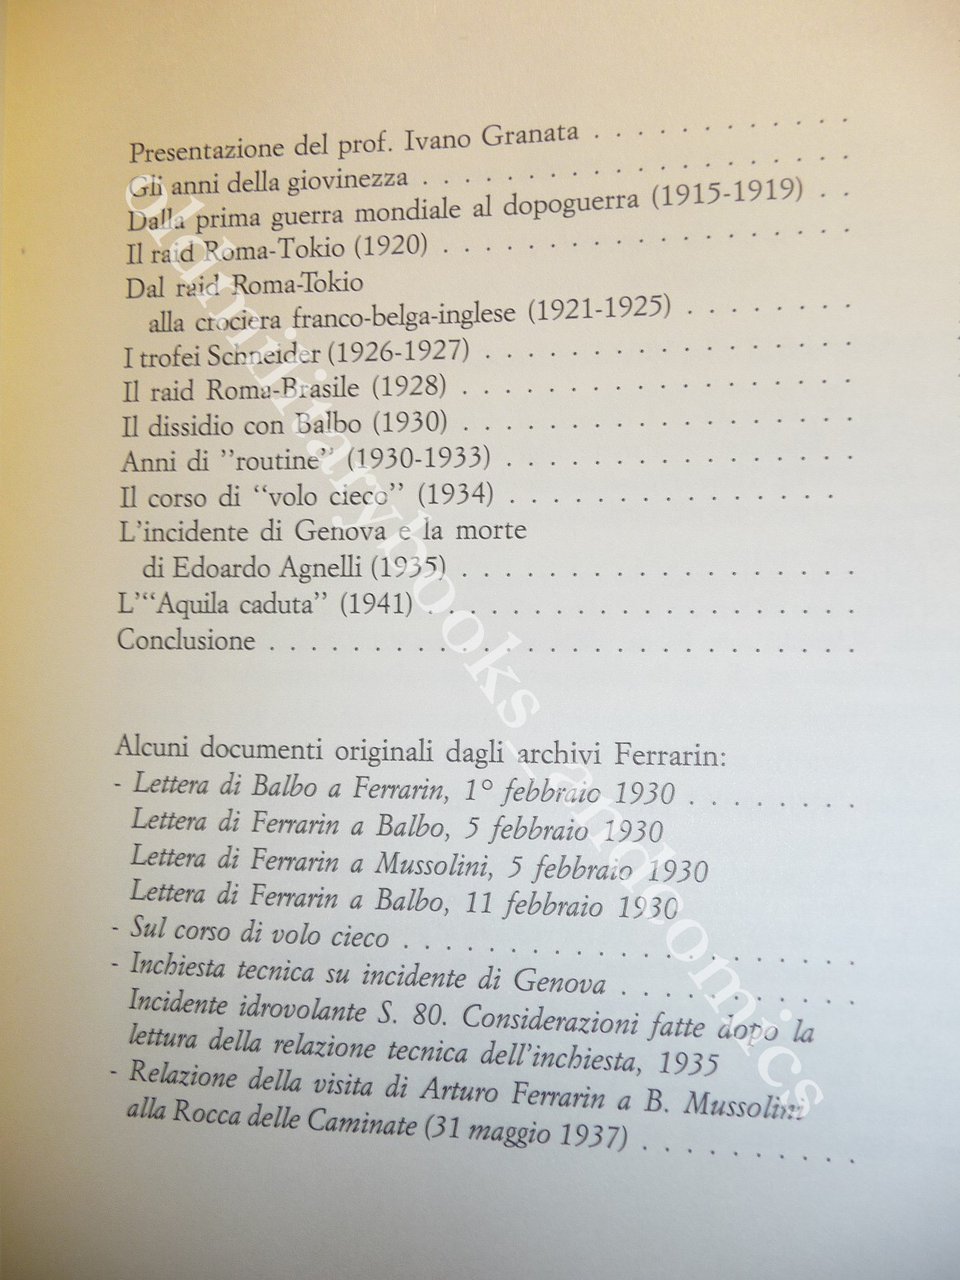 Presentazione del prof. Ivano Granata . . . . . . . . . . . .
Gli anni della giovinezza . . . . . . . . . . . . . . .
Dalla prima guerra mondiale al dopoguerra (1915-1919) . .
Il raid Roma-Tokio (1920) . . . . . . . . . . . . . . .
Dal raid Roma-Tokio
alla crociera franco-belga-inglese (1921-1925) . . . . . .
I trofei Schneider (1926-1927) . . . . . . . . . . . . .
Il raid Roma-Brasile (1928) . . . . . . . . . . . . . .
Il dissidio con Balbo (1930) . . . . . . . . . . . . . .
Anni di ”routine” (1930-1933) . . . . . . . . . . . .
Il corso di “volo cieco” (1934) . . . . . . . . . . . .
L'incidente di Genova e la morte
di Edoardo Agnelli (1935) . . . . . . . . . . . . . .
L'“Aquila caduta” (1941) . . . . . . . . . . . . . . .
Conclusione . . . . . . . . . . . . . . . . . . . . .
Alcuni documenti originali dagli archivi Ferrarin:
- Lettera di Balbo a Ferrarin, 1° febbraio 1930 . . . . . .
Lettera di Ferrarin a Balbo, 5 febbraio 1930
Lettera di Ferrarin a Mussolini, 5 febbraio 1930
Lettera di Ferrarin a Balbo, 11 febbraio 1930
- Sul corso di volo cieco . . . . . . . . . . . . . . . .
- Inchiesta tecnica su incidente di Genova . . . . . . . . .
Incidente idrovolante S. 80. Considerazioni fatte dopo la
lettura della relazione tecnica dell'inchiesta, 1935
- Relazione della visita di Arturo Ferrarin a B. Mussolini
alla Rocca delle Caminate (31 maggio 1937) . . . . . . . .
oldmilitarybooks_andcomics